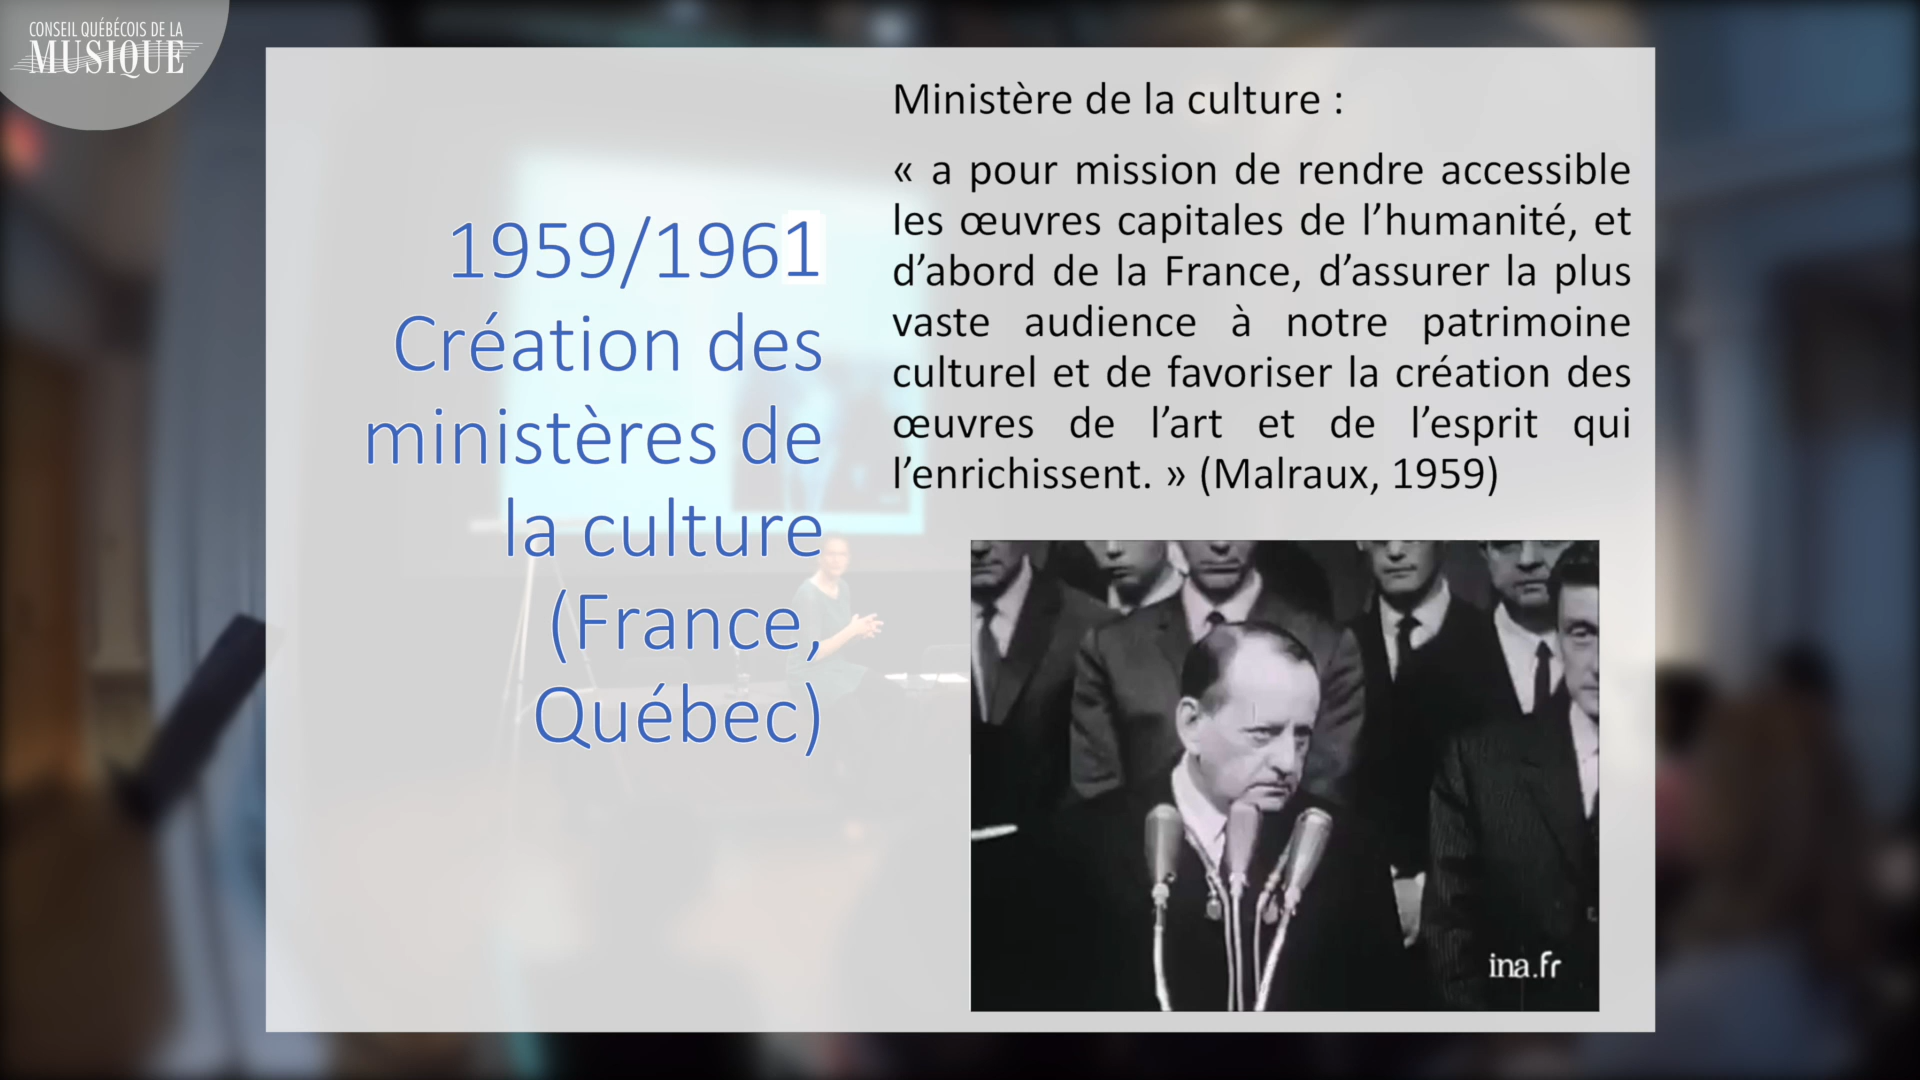 CONSEIL QUÉBÉCOIS DE LA
MUSIQUE
1959/1961
Création des
ministères de
la culture
(France,
Québec)
Ministère de la culture :
« a pour mission de rendre accessible
les œuvres capitales de l’humanité, et
d’abord de la France, d’assurer la plus
vaste audience à notre patrimoine
culturel et de favoriser la création des
œuvres de l’art et de l’esprit qui
l’enrichissent. » (Malraux, 1959)
ina.fr